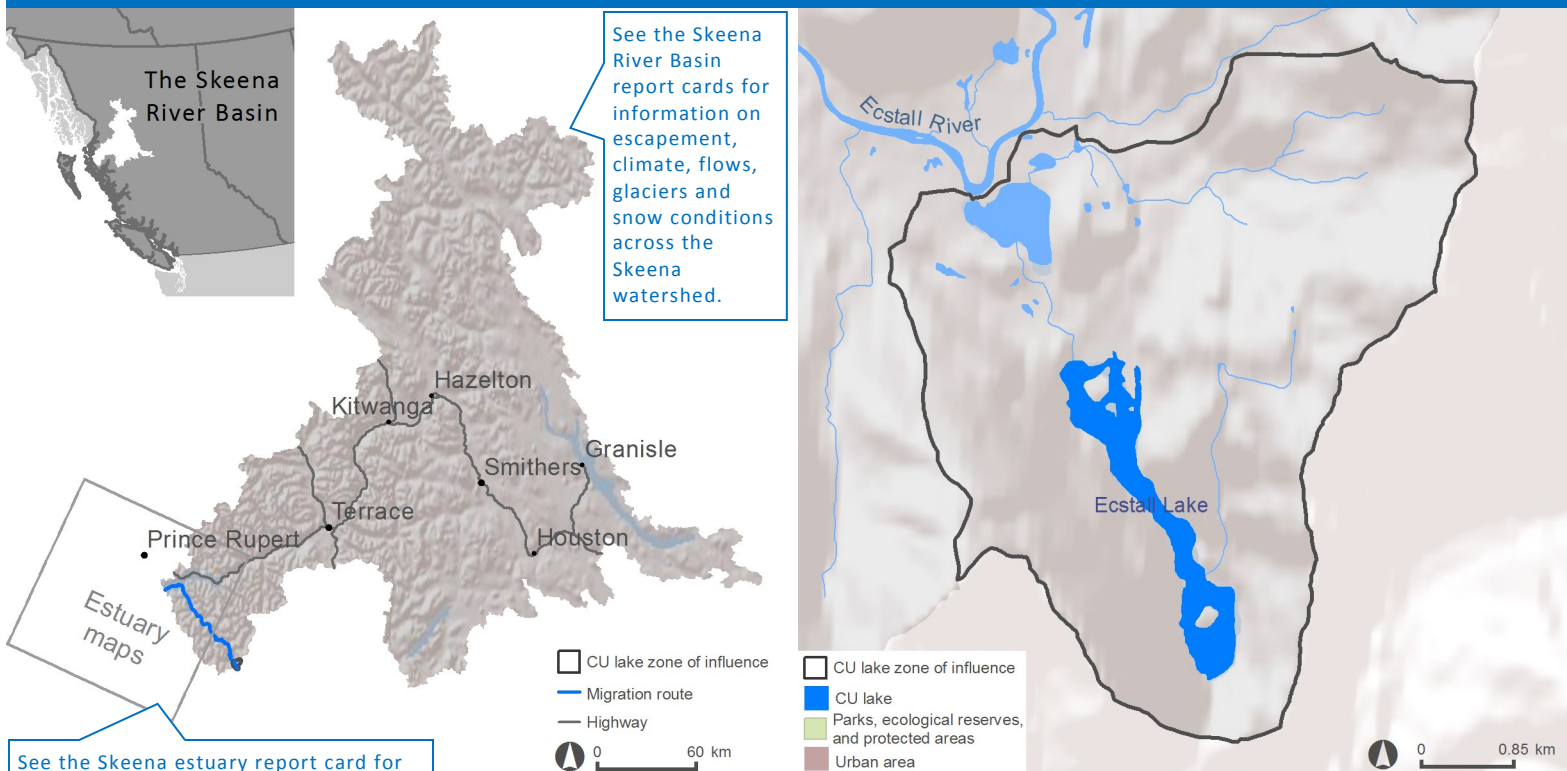 The Skeena
River Basin
See the Skeena
River Basin
report cards for
information on
escapement,
climate, flows,
glaciers and
snow conditions
across the
Skeena
watershed.
Hazelton
Kitwanga
Granisle
Smithers
Terrace
Prince Rupert
Houston
Estuary
maps
CU lake zone of influence
Migration route
Highway
0 60 km
See the Skeena estuary report card for
Ecstall River
Ecstall Lake
CU lake zone of influence
CU lake
Parks, ecological reserves,
and protected areas
Urban area
0 0.85 km